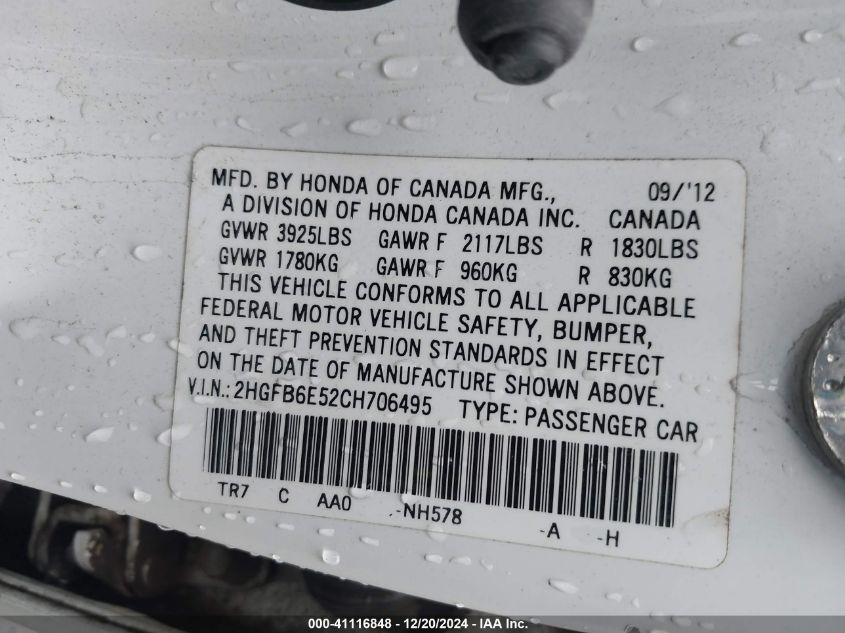 MFD. BY HONDA OF CANADA MFG., 09/'12
A DIVISION OF HONDA CANADA INC. CANADA
GVWR 3925LBS GAWR F 2117LBS R 1830LBS
GVWR 1780KG GAWR F 960KG R 830KG
THIS VEHICLE CONFORMS TO ALL APPLICABLE
FEDERAL MOTOR VEHICLE SAFETY, BUMPER,
AND THEFT PREVENTION STANDARDS IN EFFECT
ON THE DATE OF MANUFACTURE SHOWN ABOVE.
V.I.N.: 2HGFB6E52CH706495 TYPE: PASSENGER CAR
TR7 C AA0 -NH578 -A -H
000-41116848 - 12/20/2024 - IAA Inc.